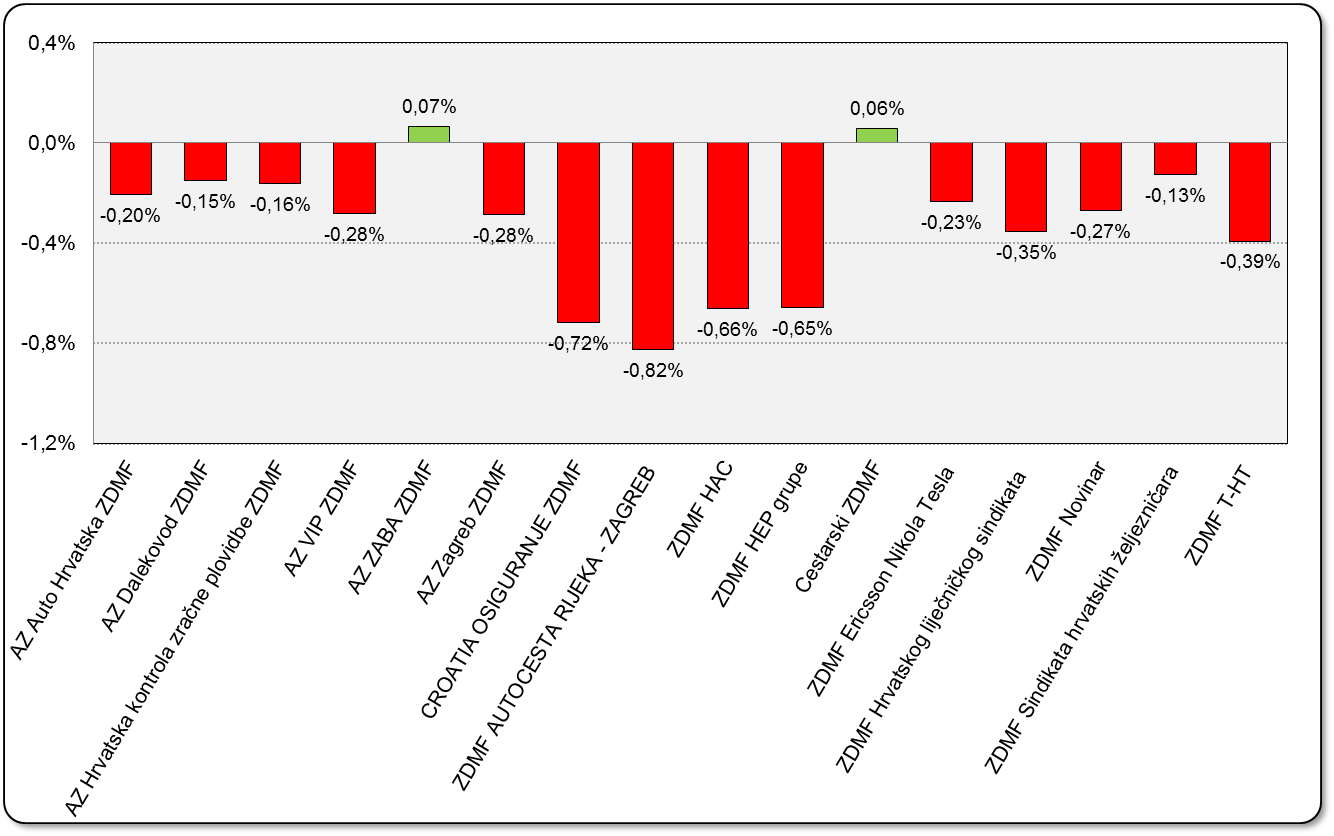 0,4%
0,0%
-0,4%
-0,8%
-1,2%
-0,20%
-0,15%
-0,16%
-0,28%
0,07%
-0,28%
-0,72%
-0,82%
-0,66%
-0,65%
0,06%
-0,23%
-0,35%
-0,27%
-0,13%
-0,39%
AZ Auto Hrvatska ZDMF
AZ Dalekovod ZDMF
AZ Hrvatska kontrola zračne plovidbe ZDMF
AZ VIP ZDMF
AZ ZABA ZDMF
AZ Zagreb ZDMF
CROATIA OSIGURANJE ZDMF
ZDMF AUTOCESTA RIJEKA - ZAGREB
ZDMF HAC
ZDMF HEP grupe
Cestarski ZDMF
ZDMF Ericsson Nikola Tesla
ZDMF Hrvatskog liječničkog sindikata
ZDMF Novinar
ZDMF Sindikata hrvatskih željezničara
ZDMF T-HT